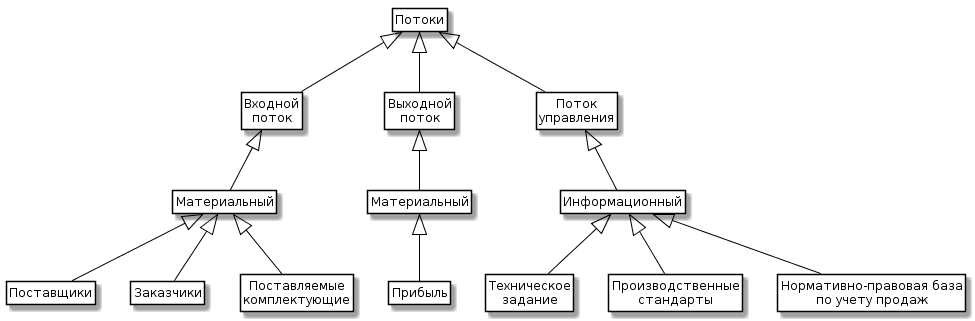 Потоки
Входной
поток
Выходной
поток
Поток
управления
Материальный
Материальный
Информационный
Поставщики
Заказчики
Поставляемые
комплектующие
Прибыль
Техническое
задание
Производственные
стандарты
Нормативно-правовая база
по учету продаж